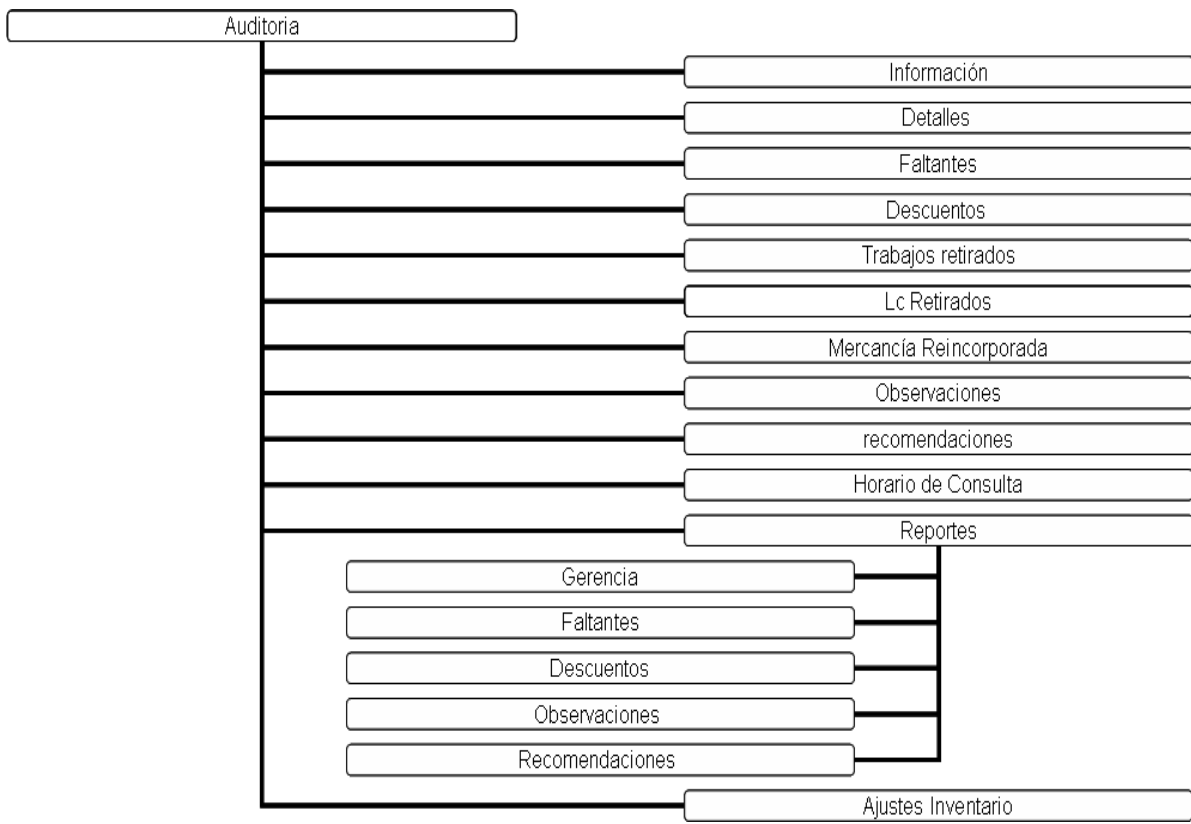 Auditoria
Información
Detalles
Faltantes
Descuentos
Trabajos retirados
Lc Retirados
Mercancía Reincorporada
Observaciones
recomendaciones
Horario de Consulta
Reportes
Gerencia
Faltantes
Descuentos
Observaciones
Recomendaciones
Ajustes Inventario